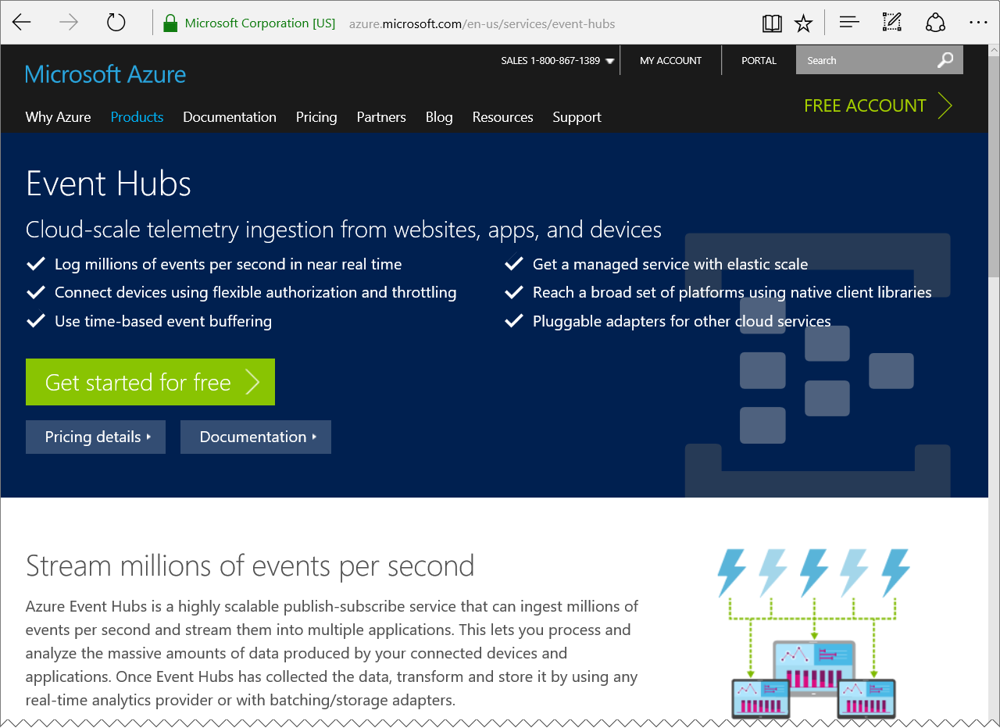 Microsoft Corporation [US] azure.microsoft.com/en-us/services/event-hubs
SALES 1-800-867-1389 MY ACCOUNT PORTAL Search
Microsoft Azure
FREE ACCOUNT
Why Azure Products Documentation Pricing Partners Blog Resources Support
Event Hubs
Cloud-scale telemetry ingestion from websites, apps, and devices
Log millions of events per second in near real time
Connect devices using flexible authorization and throttling
Use time-based event buffering
Get a managed service with elastic scale
Reach a broad set of platforms using native client libraries
Pluggable adapters for other cloud services
Get started for free
Pricing details Documentation
Stream millions of events per second
Azure Event Hubs is a highly scalable publish-subscribe service that can ingest millions of
events per second and stream them into multiple applications. This lets you process and
analyze the massive amounts of data produced by your connected devices and
applications. Once Event Hubs has collected the data, transform and store it by using any
real-time analytics provider or with batching/storage adapters.